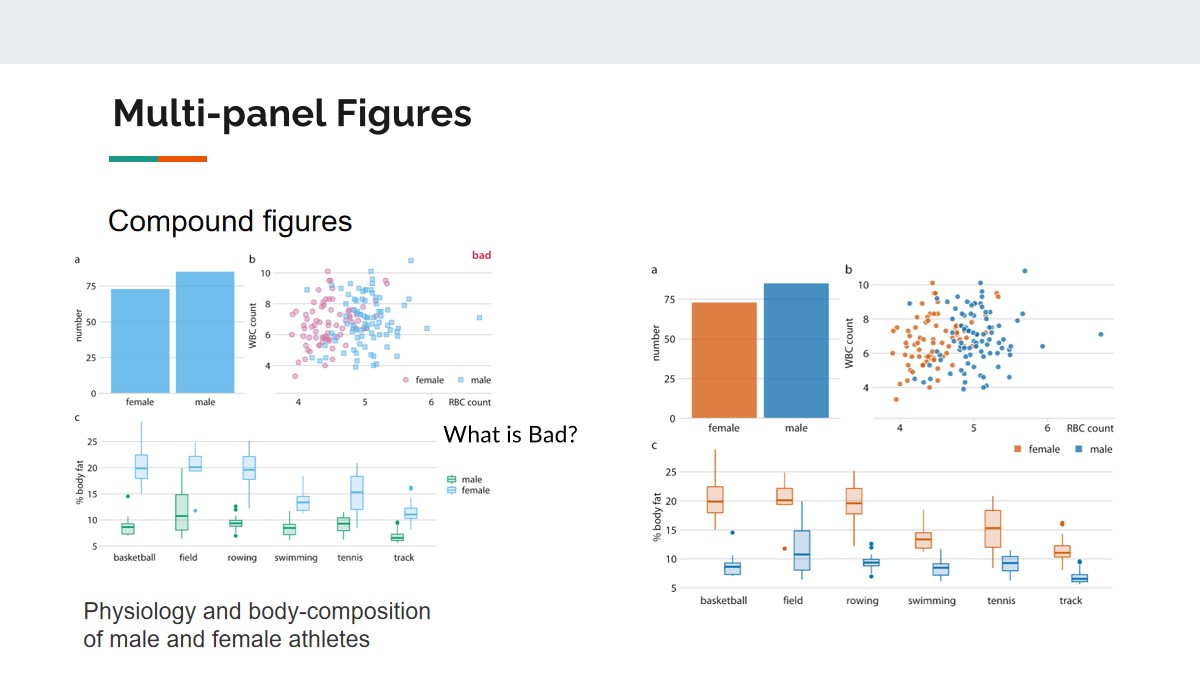 Multi-panel Figures
Compound figures
a
75
50
25
0
number
female
male
b
bad
10
8
6
4
WBC count
female
male
4
5
6
RBC count
c
25
20
15
10
5
% body fat
male
female
basketball
field
rowing
swimming
tennis
track
What is Bad?
Physiology and body-composition
of male and female athletes
a
75
50
25
0
number
female
male
b
10
8
6
4
WBC count
4
5
6
RBC count
female
male
c
25
20
15
10
5
% body fat
basketball
field
rowing
swimming
tennis
track